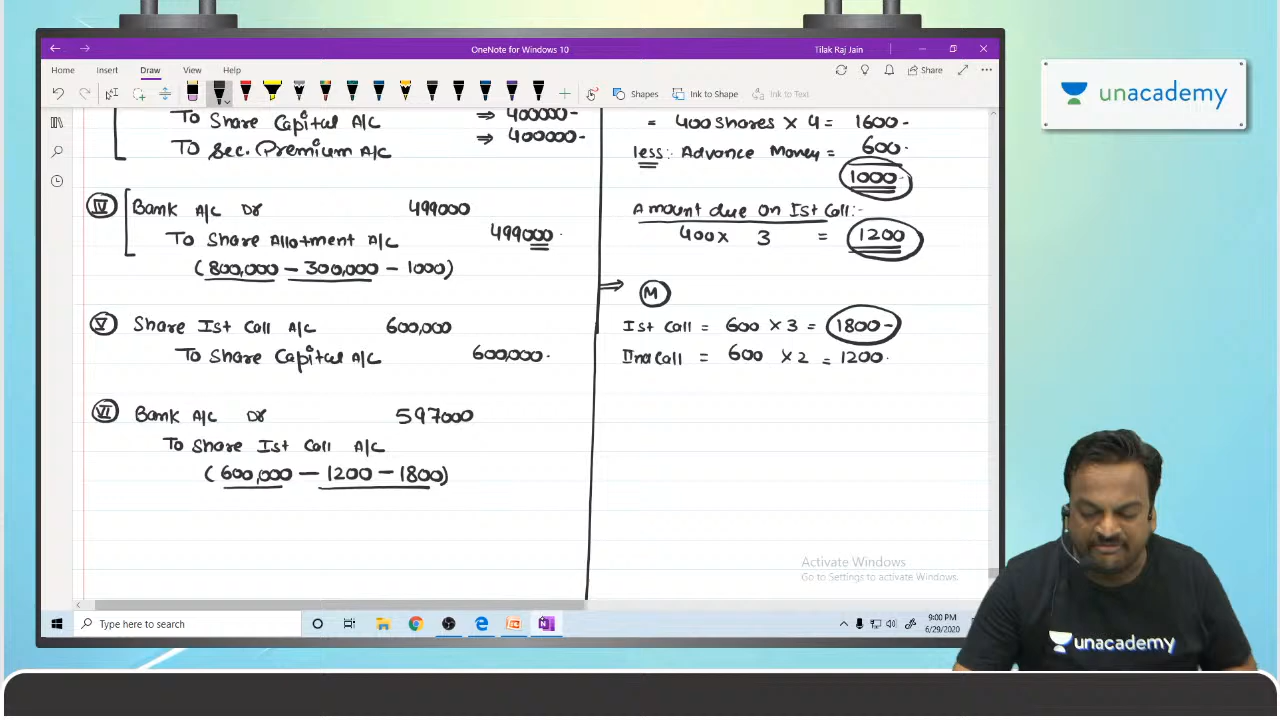 OneNote for Windows 10
Tilak Raj Jain
Home Insert Draw View Help
Share
Shapes
Ink to Shape
Ink to Text
To Share Capital A/C ⇒ 400000-
To Sec. Premium A/C ⇒ 400000-
IV Bank A/C Dr 499000
To Share Allotment A/C 499000
(800,000 - 300,000 - 1000)
V Share Ist Call A/C 600,000
To Share Capital A/C 600,000-
VI Bank A/C Dr 597000
To Share Ist Call A/C
(600,000 - 1200 - 1800)
= 400 Shares × 4 = 1600-
less:- Advance Money = 600-
1000-
Amount due on Ist Call:-
400× 3 = 1200
⇒ M
Ist Call = 600 × 3 = 1800-
IInd Call = 600 × 2 = 1200-
Activate Windows
Go to Settings to activate Windows.
Type here to search
9:00 PM
6/29/2020
unacademy
unacademy